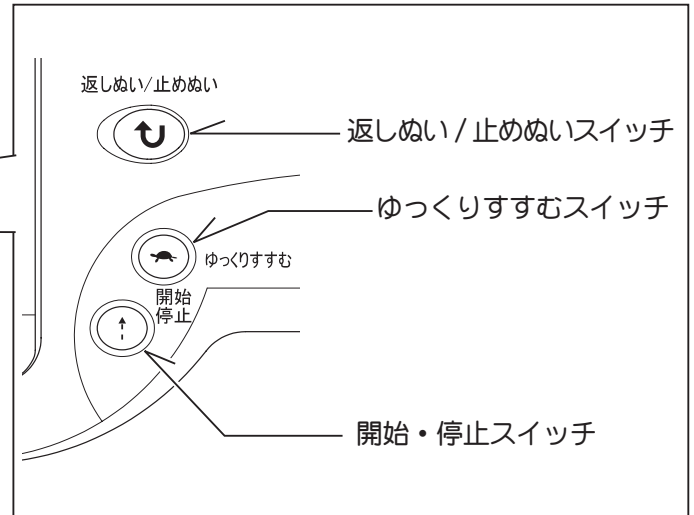 返しぬい/止めぬい
返しぬい/止めぬいスイッチ
ゆっくりすすむスイッチ
ゆっくりすすむ
開始
停止
開始・停止スイッチ